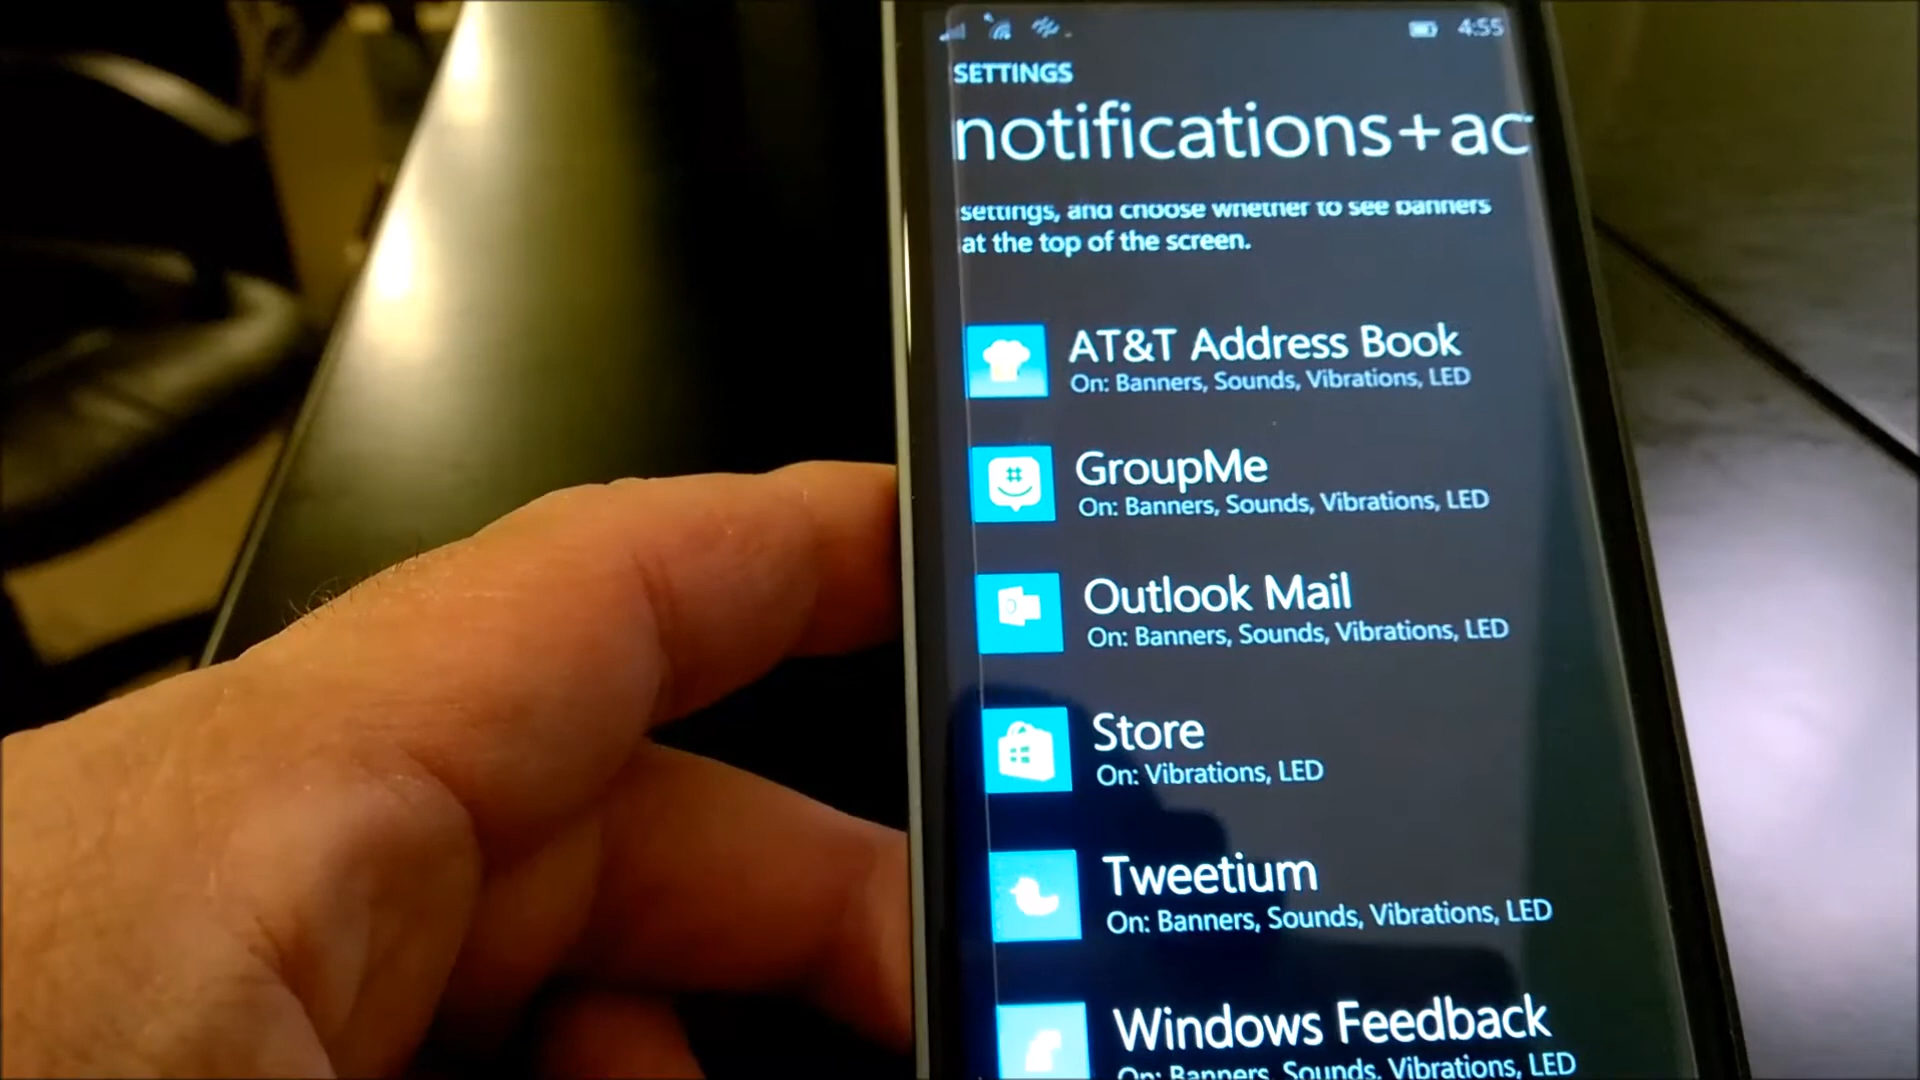 4:55
SETTINGS
notifications+ac
settings, and choose whether to see banners
at the top of the screen.
AT&T Address Book
On: Banners, Sounds, Vibrations, LED
GroupMe
On: Banners, Sounds, Vibrations, LED
Outlook Mail
On: Banners, Sounds, Vibrations, LED
Store
On: Vibrations, LED
Tweetium
On: Banners, Sounds, Vibrations, LED
Windows Feedback
On: Banners, Sounds, Vibrations, LED